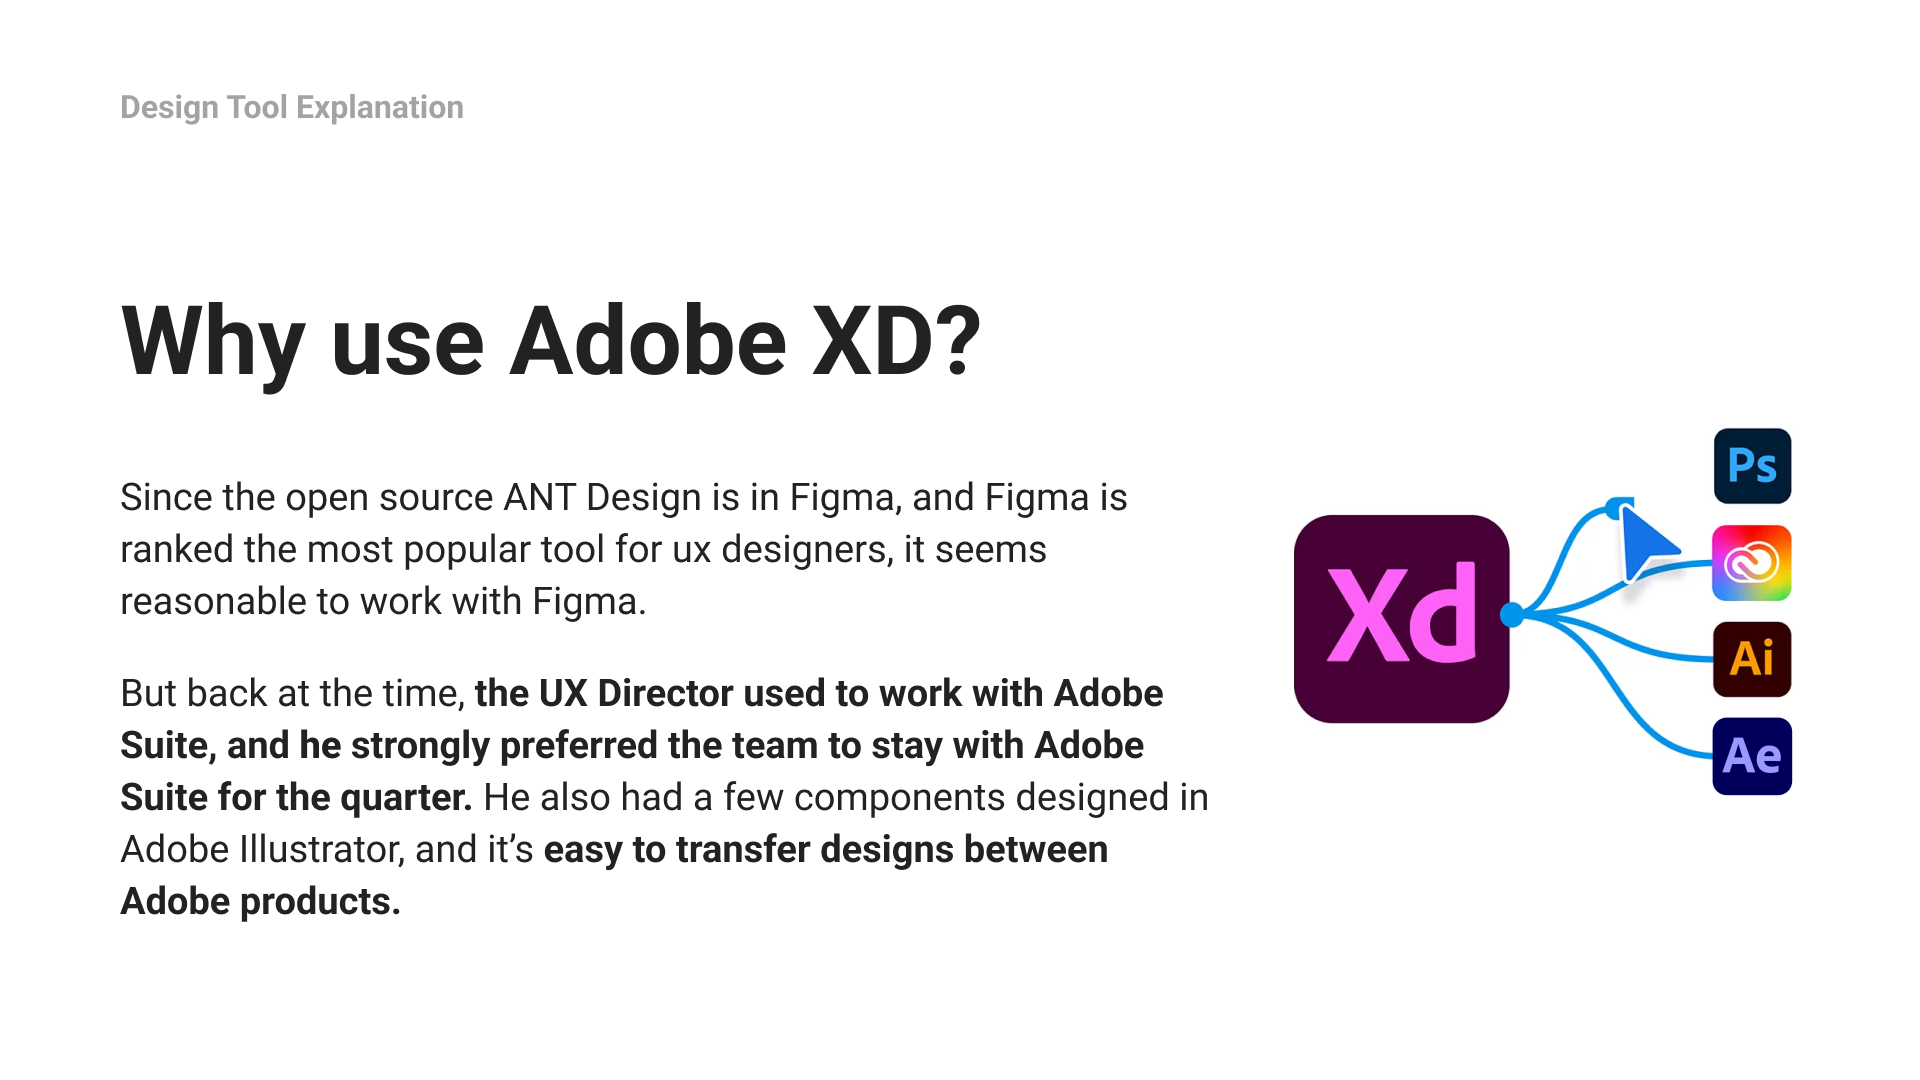 Design Tool Explanation
Why use Adobe XD?
Since the open source ANT Design is in Figma, and Figma is
ranked the most popular tool for ux designers, it seems
reasonable to work with Figma.
But back at the time, the UX Director used to work with Adobe
Suite, and he strongly preferred the team to stay with Adobe
Suite for the quarter. He also had a few components designed in
Adobe Illustrator, and it’s easy to transfer designs between
Adobe products.
Xd
Ps
Ai
Ae